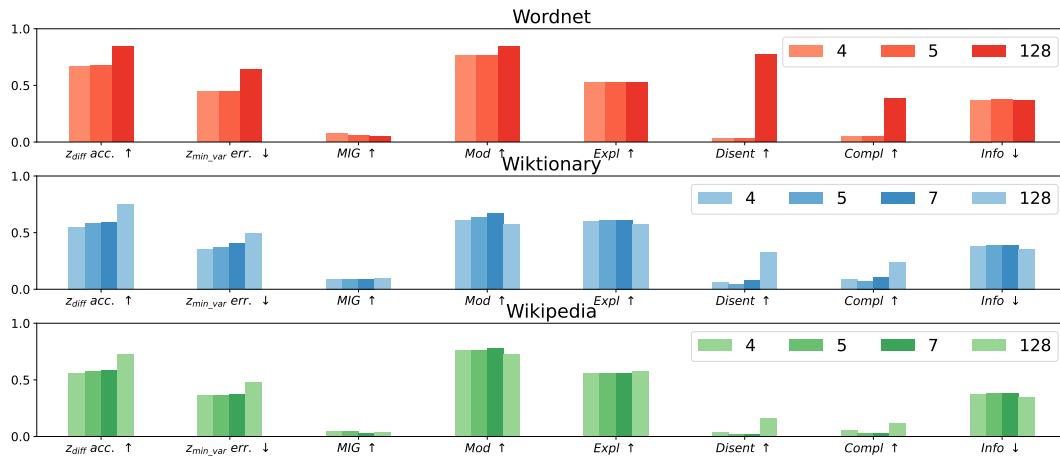 Wordnet
1.0
0.5
0.0
4 5 128
z_diff acc. ↑ z_min_var err. ↓ MIG ↑ Mod ↑ Expl ↑ Disent ↑ Compl ↑ Info ↓
Wiktionary
1.0
0.5
0.0
4 5 7 128
z_diff acc. ↑ z_min_var err. ↓ MIG ↑ Mod ↑ Expl ↑ Disent ↑ Compl ↑ Info ↓
Wikipedia
1.0
0.5
0.0
4 5 7 128
z_diff acc. ↑ z_min_var err. ↓ MIG ↑ Mod ↑ Expl ↑ Disent ↑ Compl ↑ Info ↓